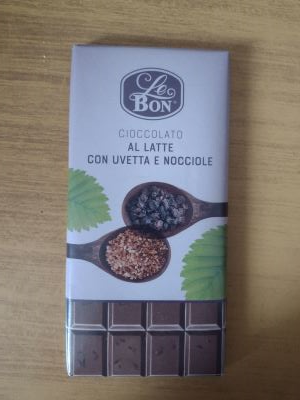 Le
BON®
CIOCCOLATO
AL LATTE
CON UVETTA E NOCCIOLE